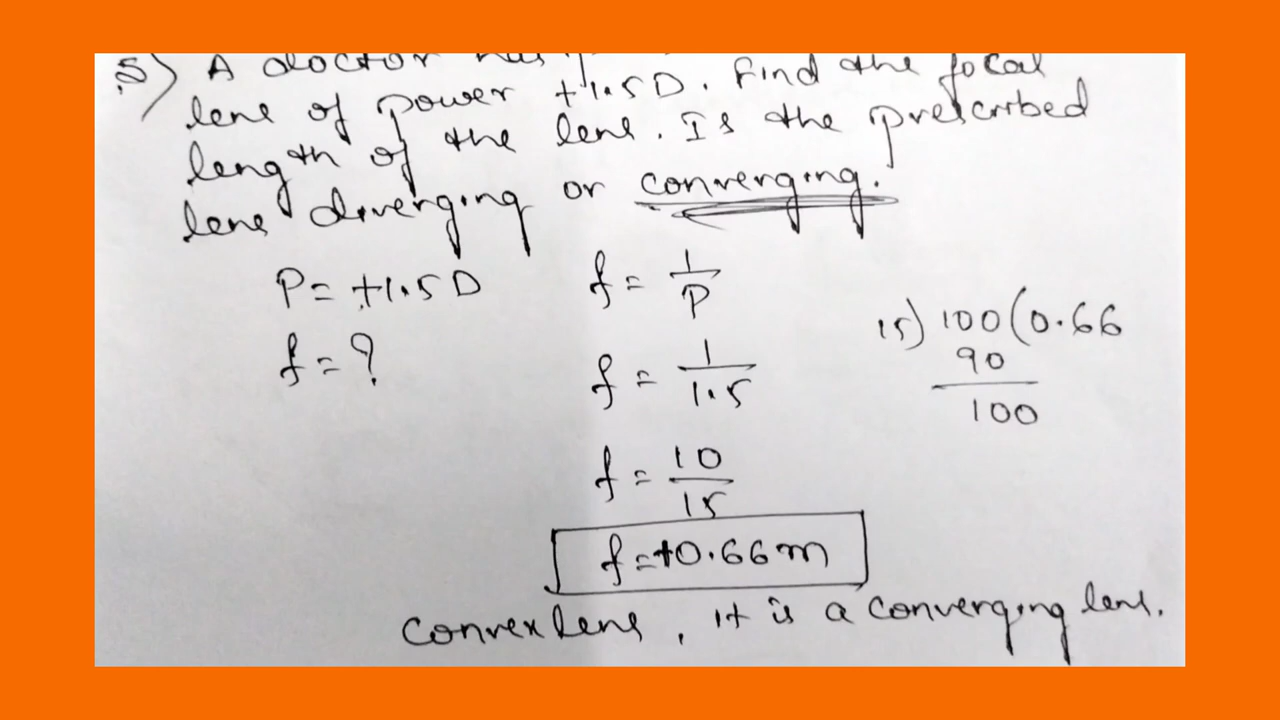 5) A doctor has
lens of power +1.5D. Find the focal
length of the lens. Is the prescribed
lens diverging or converging.
P= +1.5D
f= ?
f= 1/P
f= 1/1.5
f= 10/15
f=+0.66m
15) 100 (0.66
90
100
Convex lens, it is a converging lens.